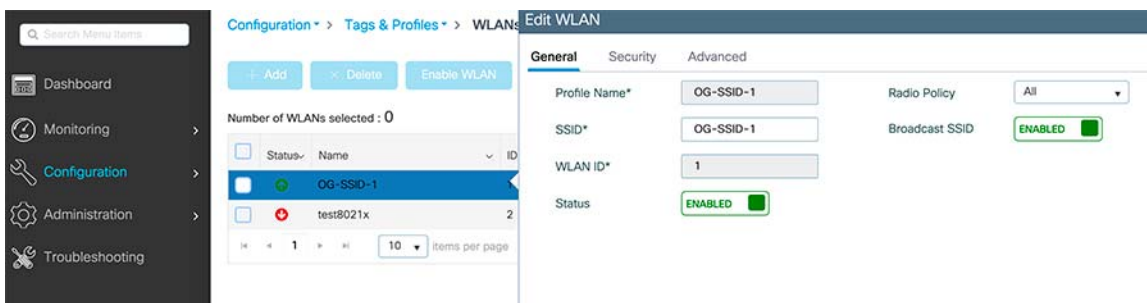 Search Menu Items
Dashboard
Monitoring
Configuration
Administration
Troubleshooting
Configuration > Tags & Profiles > WLANs
+ Add
× Delete
Enable WLAN
Number of WLANs selected : 0
Status Name ID
OG-SSID-1 1
test8021x 2
1 10 items per page
Edit WLAN
General Security Advanced
Profile Name* OG-SSID-1 Radio Policy All
SSID* OG-SSID-1 Broadcast SSID ENABLED
WLAN ID* 1
Status ENABLED